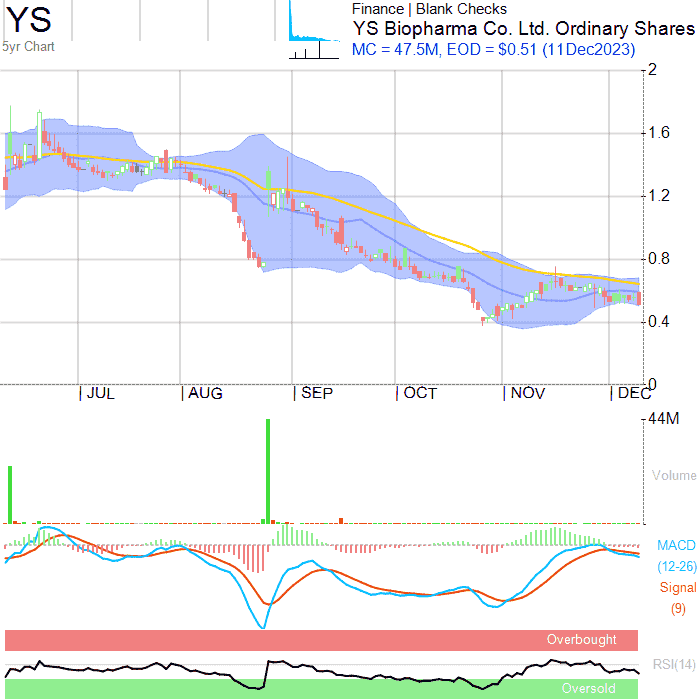 YS
5yr Chart
Finance | Blank Checks
YS Biopharma Co. Ltd. Ordinary Shares
MC = 47.5M, EOD = $0.51 (11Dec2023)
2
1.6
1.2
0.8
0.4
0
JUL AUG SEP OCT NOV DEC
44M
Volume
MACD
(12-26)
Signal
(9)
Overbought
RSI(14)
Oversold